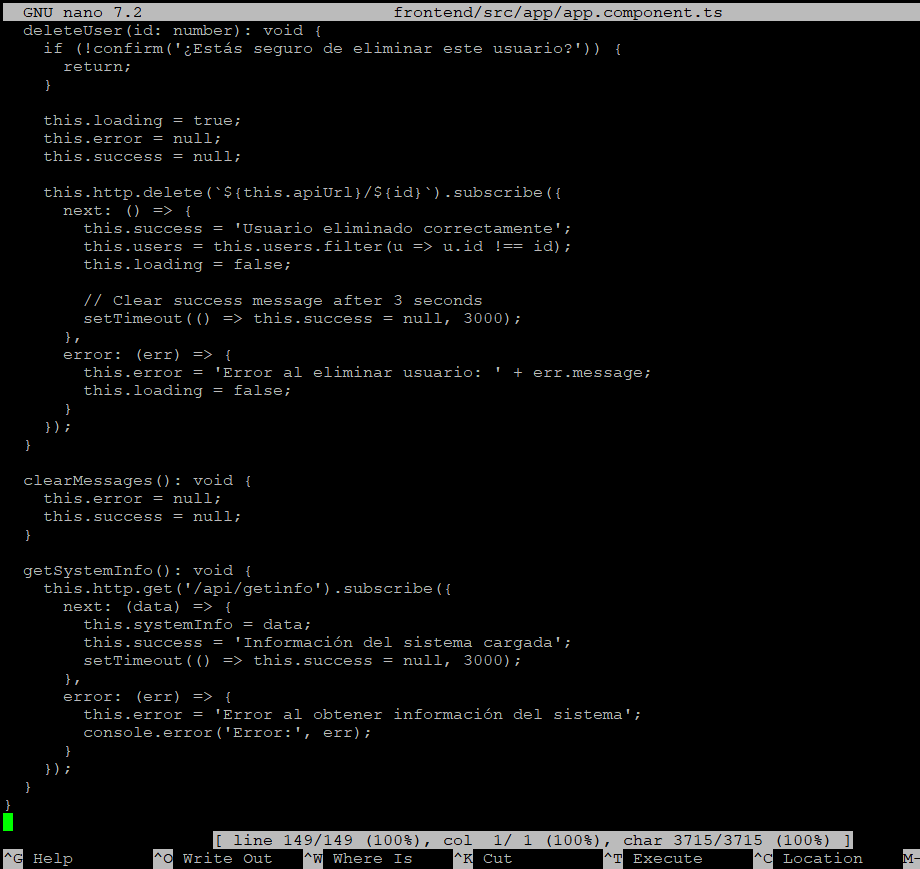 GNU nano 7.2 frontend/src/app/app.component.ts
  deleteUser(id: number): void {
    if (!confirm('¿Estás seguro de eliminar este usuario?')) {
      return;
    }

    this.loading = true;
    this.error = null;
    this.success = null;

    this.http.delete(`${this.apiUrl}/${id}`).subscribe({
      next: () => {
        this.success = 'Usuario eliminado correctamente';
        this.users = this.users.filter(u => u.id !== id);
        this.loading = false;

        // Clear success message after 3 seconds
        setTimeout(() => this.success = null, 3000);
      },
      error: (err) => {
        this.error = 'Error al eliminar usuario: ' + err.message;
        this.loading = false;
      }
    });
  }

  clearMessages(): void {
    this.error = null;
    this.success = null;
  }

  getSystemInfo(): void {
    this.http.get('/api/getinfo').subscribe({
      next: (data) => {
        this.systemInfo = data;
        this.success = 'Información del sistema cargada';
        setTimeout(() => this.success = null, 3000);
      },
      error: (err) => {
        this.error = 'Error al obtener información del sistema';
        console.error('Error:', err);
      }
    });
  }
}
[ line 149/149 (100%), col  1/ 1 (100%), char 3715/3715 (100%) ]
^G Help ^O Write Out ^W Where Is ^K Cut ^T Execute ^C Location M-